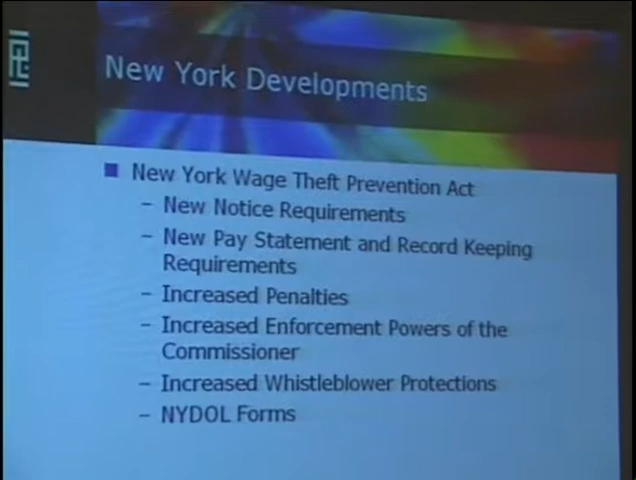 New York Developments
New York Wage Theft Prevention Act
– New Notice Requirements
– New Pay Statement and Record Keeping
Requirements
– Increased Penalties
– Increased Enforcement Powers of the
Commissioner
– Increased Whistleblower Protections
– NYDOL Forms